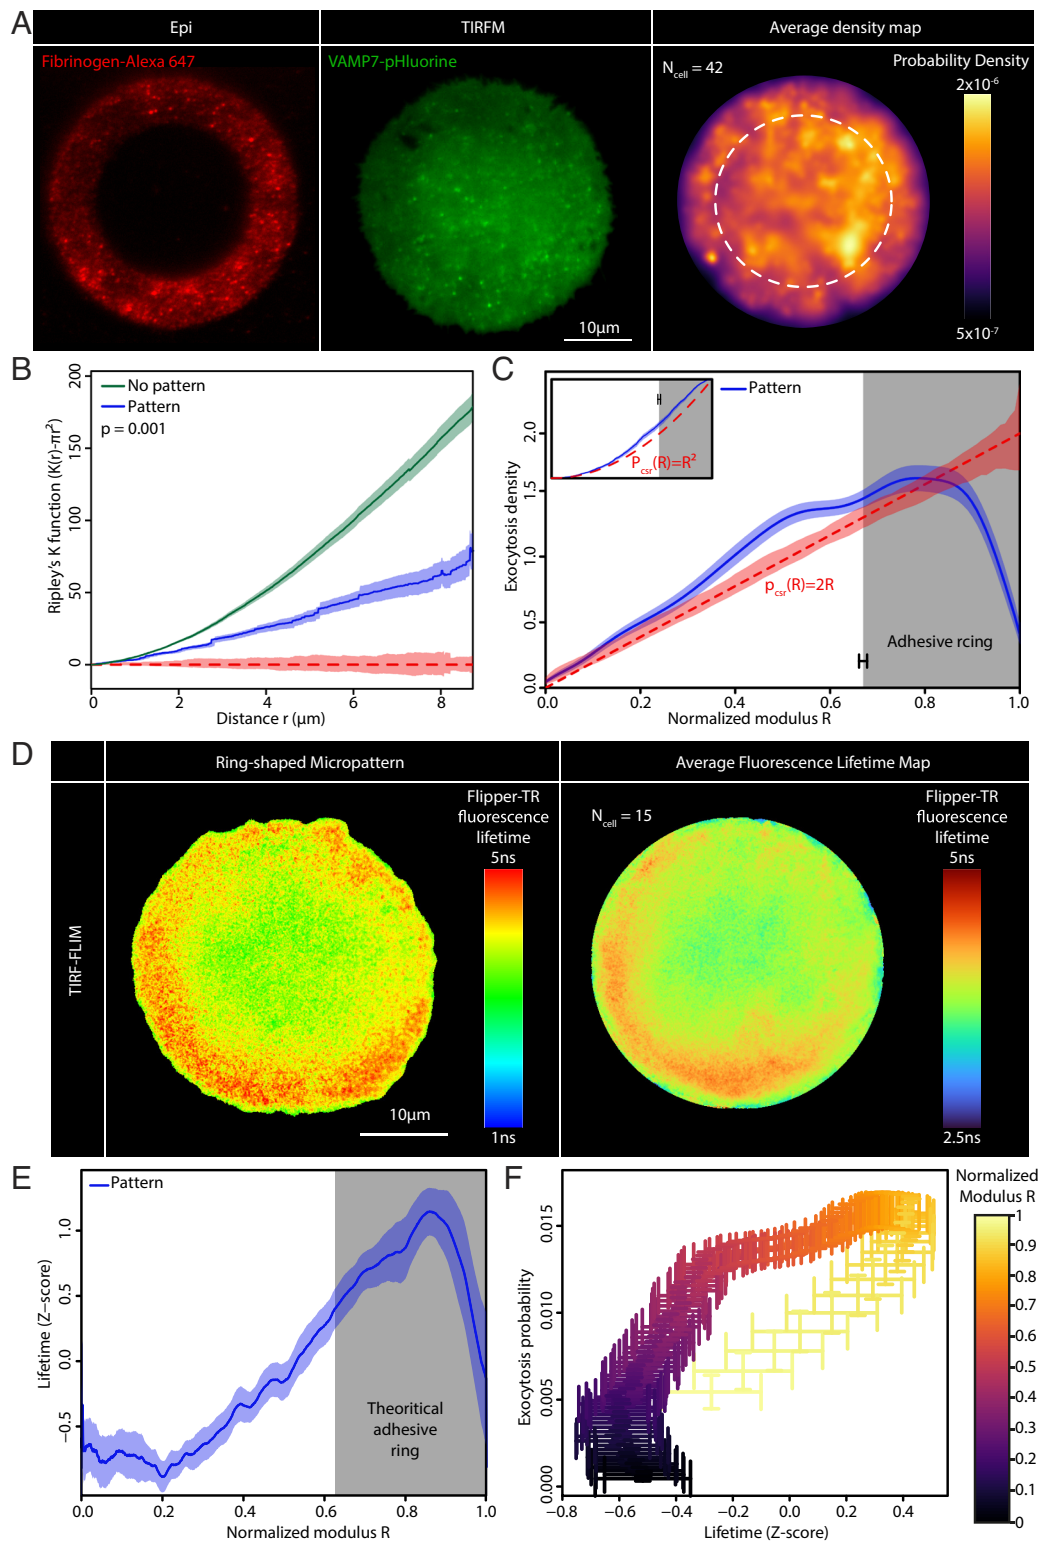 A
Epi
TIRFM
Average density map
Fibrinogen-Alexa 647
VAMP7-pHluorine
N_cell = 42
Probability Density
2x10⁻⁶
5x10⁻⁷
10µm
B
No pattern
Pattern
p = 0.001
Ripley's K function (K(r)-πr²)
200
150
100
50
0
0
2
4
6
8
Distance r (µm)
C
Pattern
P_csr(R)=R²
p_csr(R)=2R
Adhesive rcing
Exocytosis density
2.0
1.5
1.0
0.5
0.0
0.0
0.2
0.4
0.6
0.8
1.0
Normalized modulus R
D
Ring-shaped Micropattern
Average Fluorescence Lifetime Map
TIRF-FLIM
Flipper-TR
fluorescence
lifetime
5ns
1ns
10µm
N_cell = 15
Flipper-TR
fluorescence
lifetime
5ns
2.5ns
E
Pattern
Theoritical
adhesive
ring
Lifetime (Z−score)
1.0
0.5
0.0
−0.5
0.0
0.2
0.4
0.6
0.8
1.0
Normalized modulus R
F
Exocytosis probability
0.015
0.010
0.005
0.000
−0.8
−0.6
−0.4
−0.2
0.0
0.2
0.4
Lifetime (Z-score)
Normalized
Modulus R
1
0.9
0.8
0.7
0.6
0.5
0.4
0.3
0.2
0.1
0